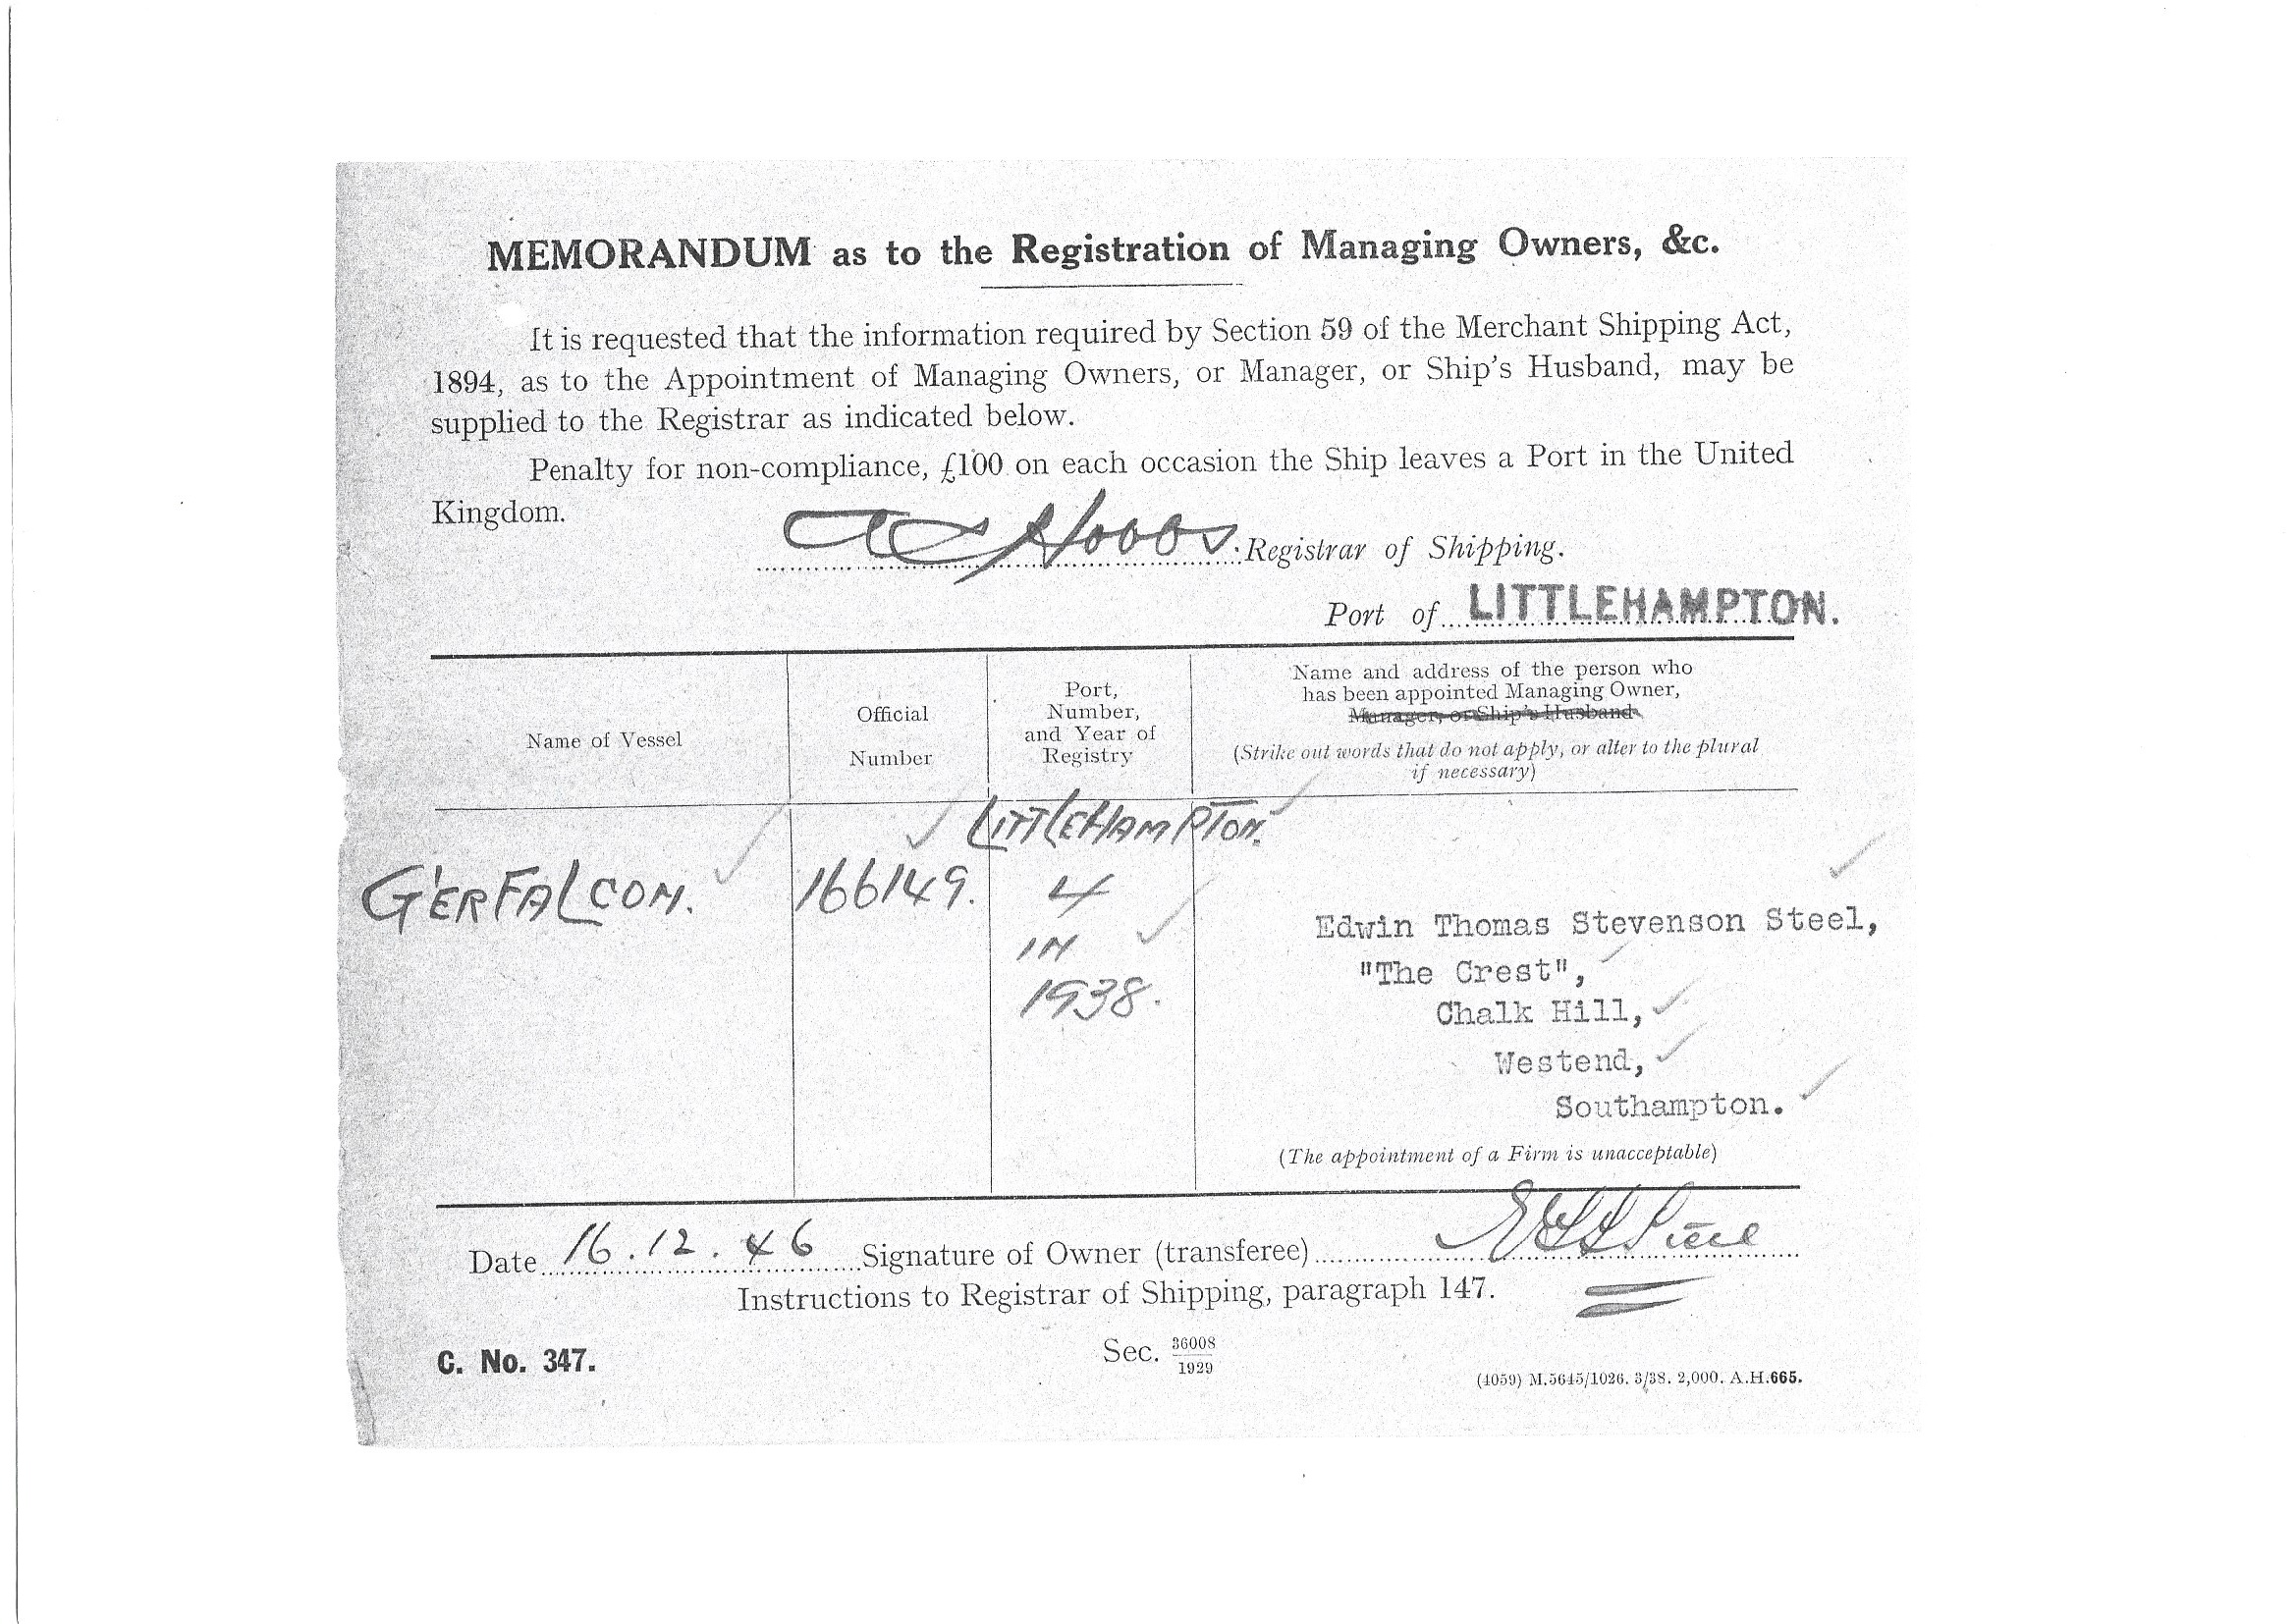 MEMORANDUM as to the Registration of Managing Owners, &c.
It is requested that the information required by Section 59 of the Merchant Shipping Act,
1894, as to the Appointment of Managing Owners, or Manager, or Ship's Husband, may be
supplied to the Registrar as indicated below.
Penalty for non-compliance, £100 on each occasion the Ship leaves a Port in the United
Kingdom.
Hobbs Registrar of Shipping.
Port of LITTLEHAMPTON.
Name of Vessel
Official
Number
Port,
Number,
and Year of
Registry
Name and address of the person who
has been appointed Managing Owner,
Manager, or Ship's Husband
(Strike out words that do not apply, or alter to the plural
if necessary)
G'ERFALCON.
166149.
LITTLEHAMPTON.
4
IN
1938.
Edwin Thomas Stevenson Steel,
"The Crest",
Chalk Hill,
Westend,
Southampton.
(The appointment of a Firm is unacceptable)
Date 16.12.46 Signature of Owner (transferee) Steel
Instructions to Registrar of Shipping, paragraph 147.
C. No. 347.
Sec. 36008/1929
(4059) M.5645/1026. 3/38. 2,000. A.H.665.